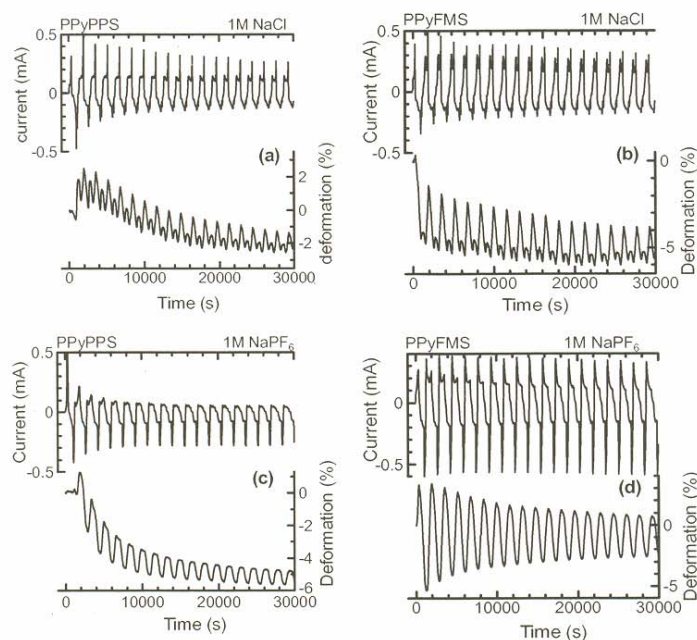 PPyPPS 1M NaCl
0.5
0
-0.5
current (mA)
(a)
2
0
-2
deformation (%)
0 10000 20000 30000
Time (s)
PPyFMS 1M NaCl
0.5
0
-0.5
Current (mA)
(b)
0
-5
Deformation (%)
0 10000 20000 30000
Time (s)
PPyPPS 1M NaPF6
0.5
0
-0.5
Current (mA)
(c)
0
-2
-4
-6
Deformation (%)
0 10000 20000 30000
Time (s)
PPyFMS 1M NaPF6
0
-0.5
Current (mA)
(d)
0
-5
Deformation (%)
0 10000 20000 30000
Time (s)